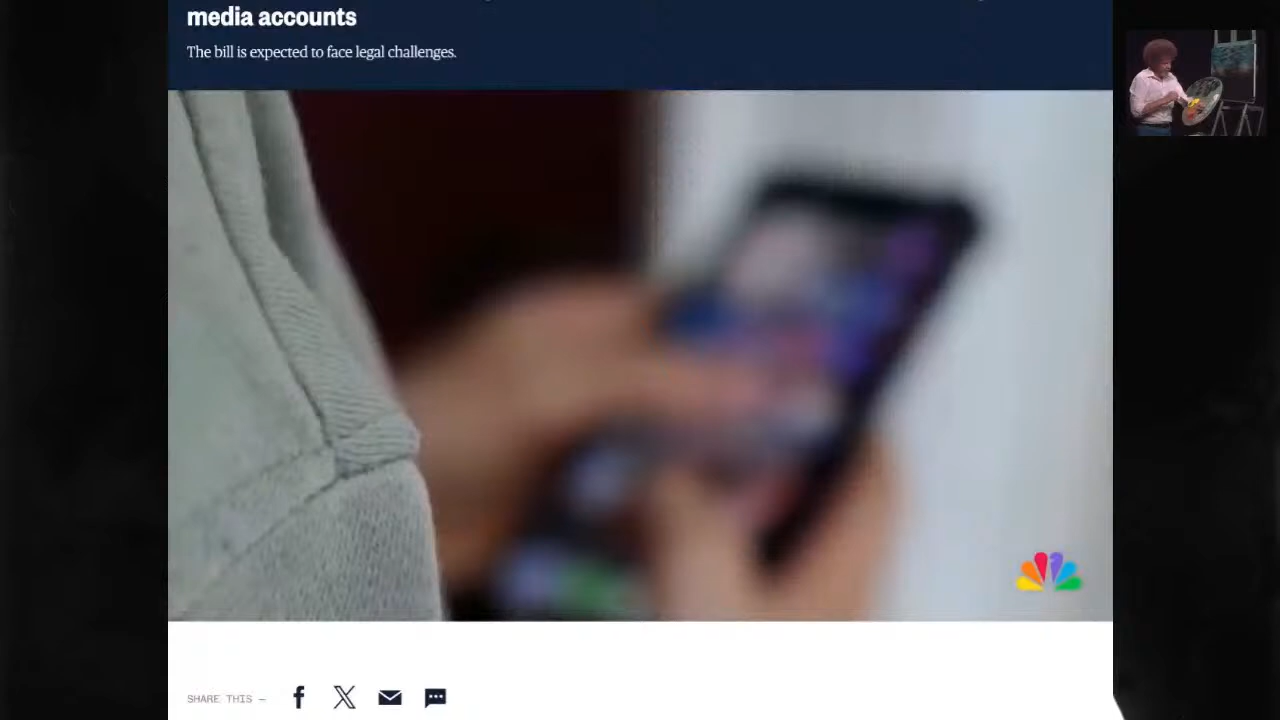 media accounts
The bill is expected to face legal challenges.
SHARE THIS —